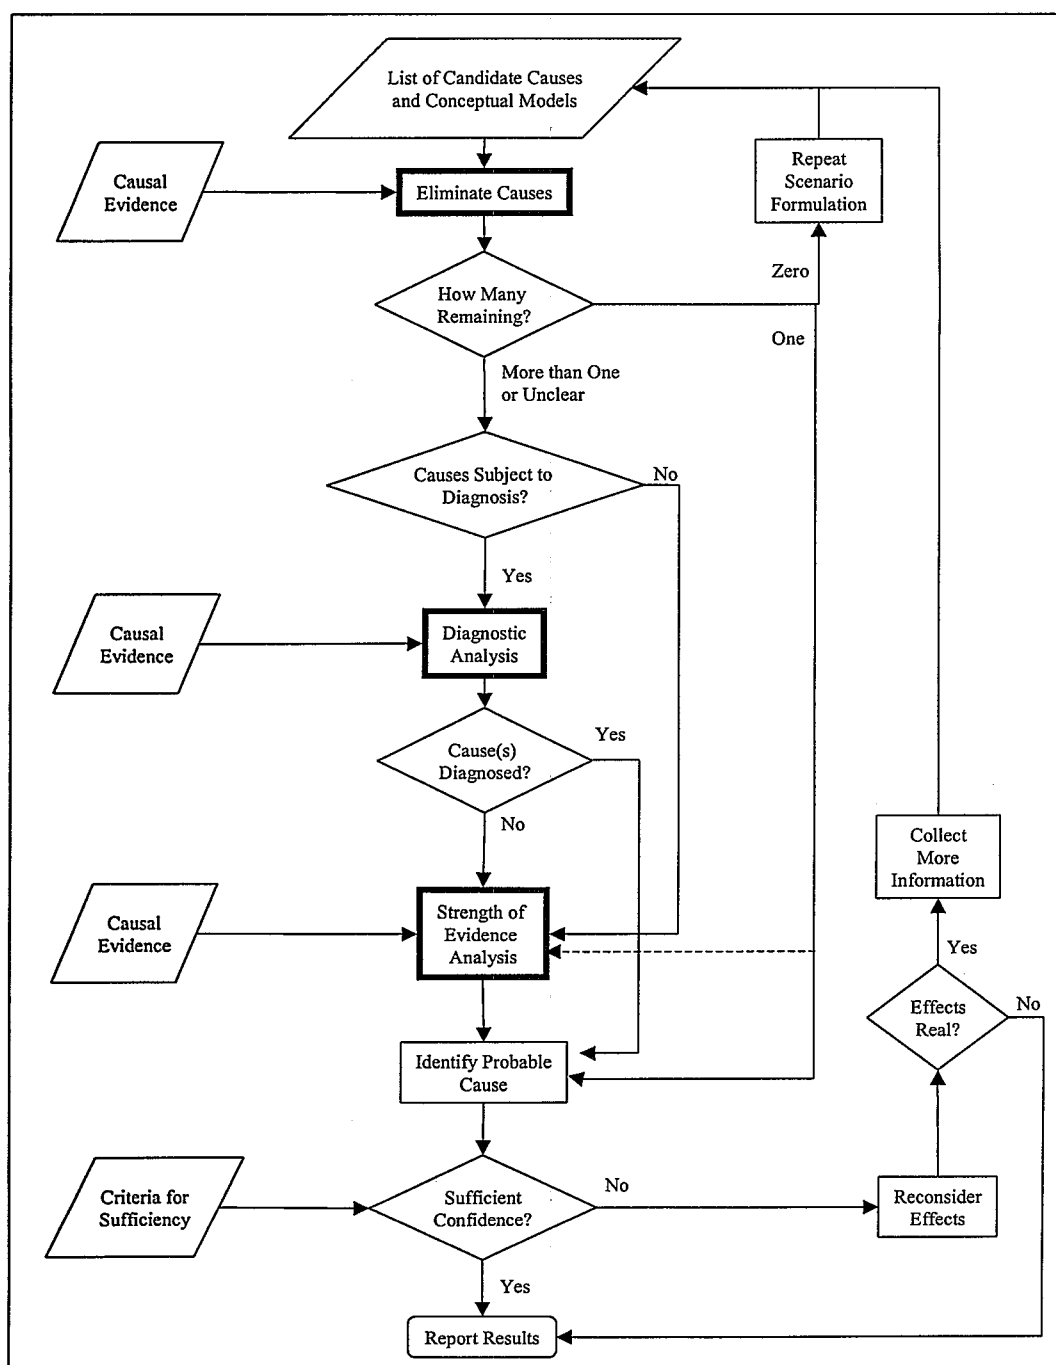 List of Candidate Causes
and Conceptual Models
Causal
Evidence
Eliminate Causes
Repeat
Scenario
Formulation
Zero
How Many
Remaining?
One
More than One
or Unclear
Causes Subject to
Diagnosis?
No
Yes
Causal
Evidence
Diagnostic
Analysis
Cause(s)
Diagnosed?
Yes
No
Collect
More
Information
Causal
Evidence
Strength of
Evidence
Analysis
Yes
Effects
Real?
No
Identify Probable
Cause
Criteria for
Sufficiency
Sufficient
Confidence?
No
Reconsider
Effects
Yes
Report Results